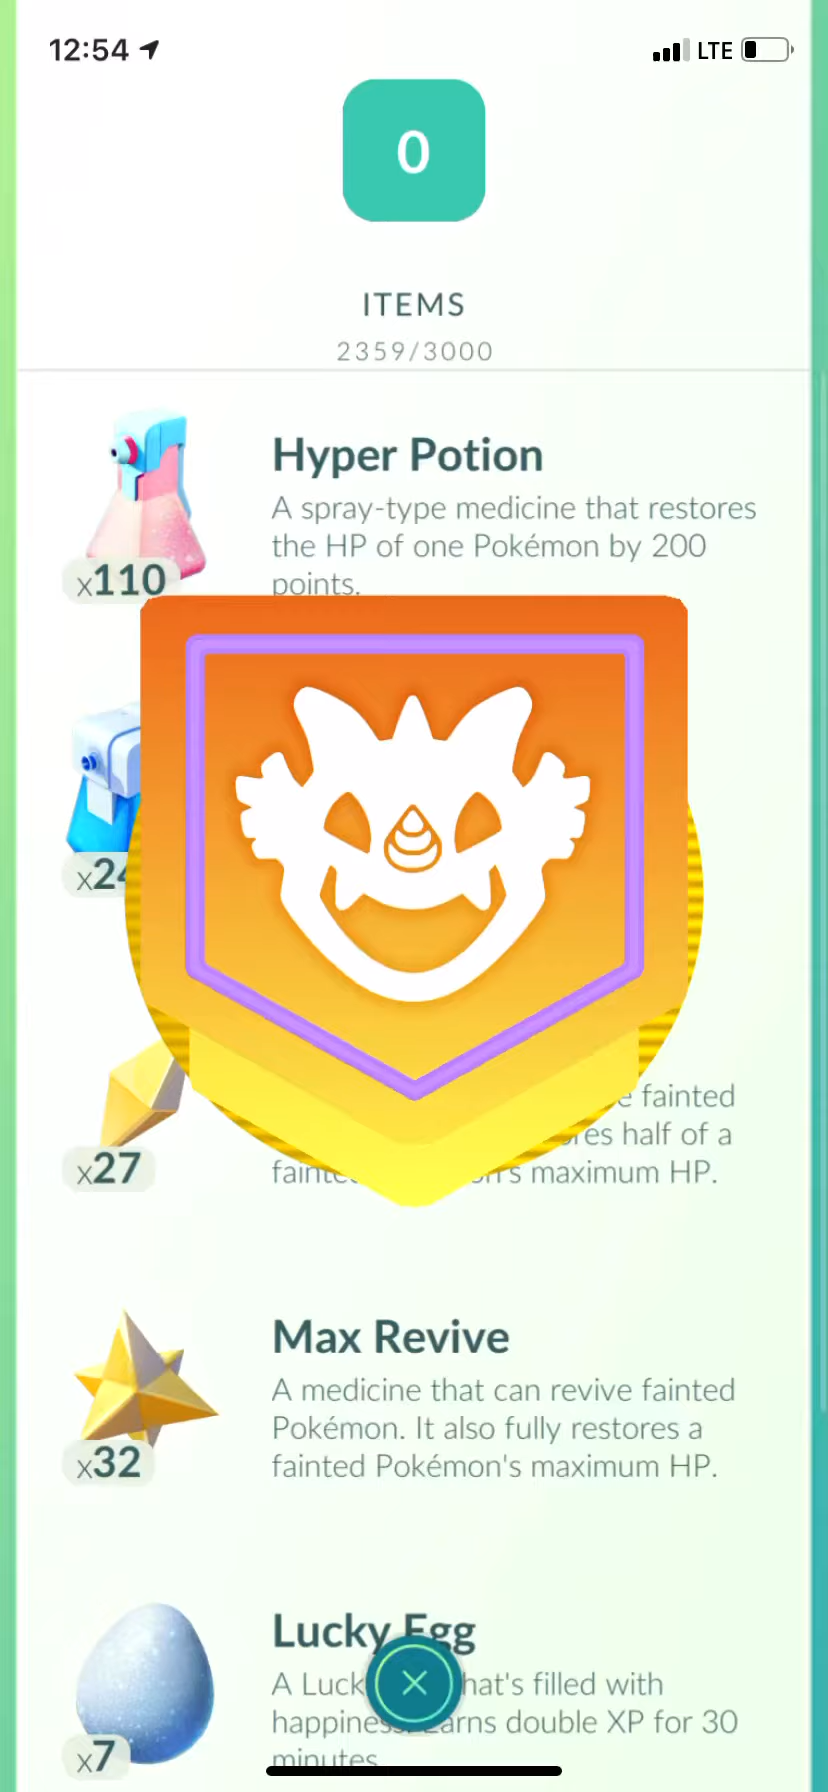 12:54
LTE
0
ITEMS
2359/3000
Hyper Potion
A spray-type medicine that restores
the HP of one Pokémon by 200
points.
x110
fainted
half of a
maximum HP.
x27
Max Revive
A medicine that can revive fainted
Pokémon. It also fully restores a
fainted Pokémon's maximum HP.
x32
Lucky Egg
A filled with
double XP for 30
minutes
x7